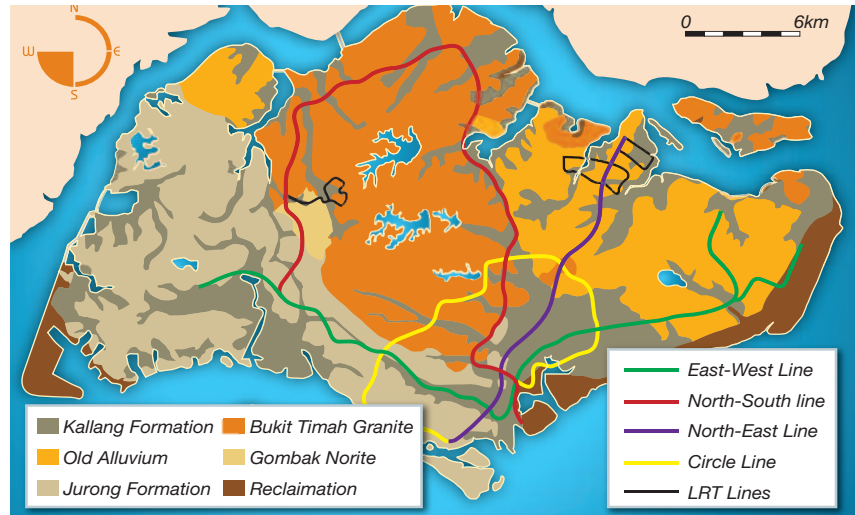 N
W E
S
0 6km
Kallang Formation
Bukit Timah Granite
Old Alluvium
Gombak Norite
Jurong Formation
Reclaimation
East-West Line
North-South line
North-East Line
Circle Line
LRT Lines